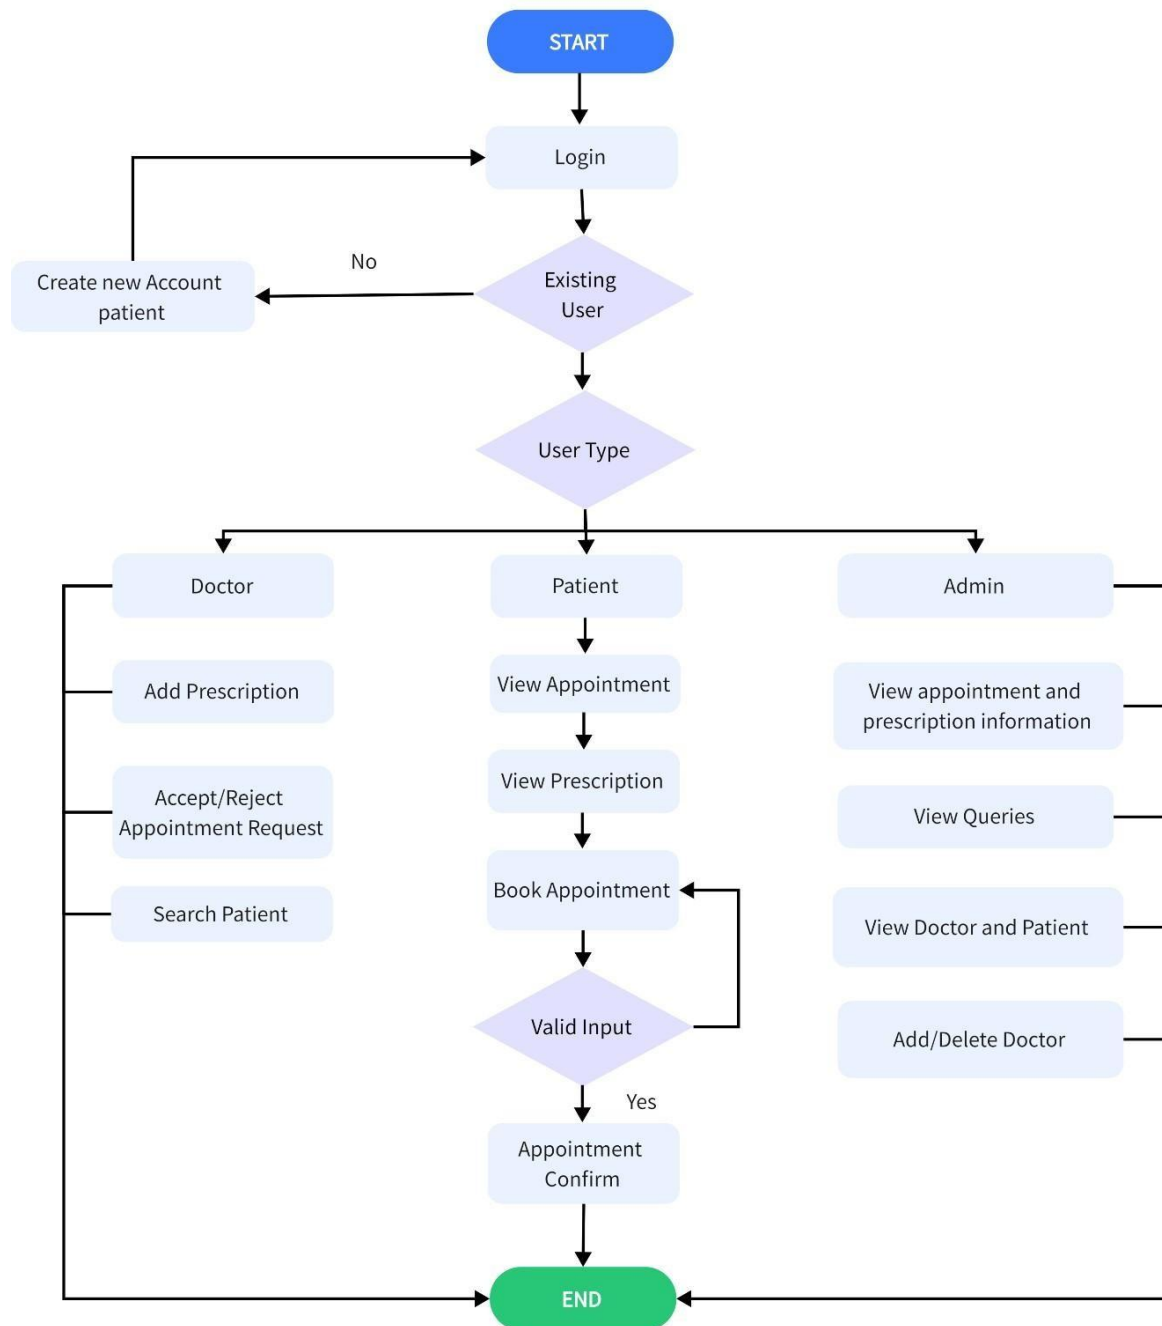 START
Login
No
Create new Account
patient
Existing
User
User Type
Doctor
Patient
Admin
Add Prescription
View Appointment
View appointment and
prescription information
View Prescription
Accept/Reject
Appointment Request
View Queries
Book Appointment
Search Patient
View Doctor and Patient
Valid Input
Add/Delete Doctor
Yes
Appointment
Confirm
END